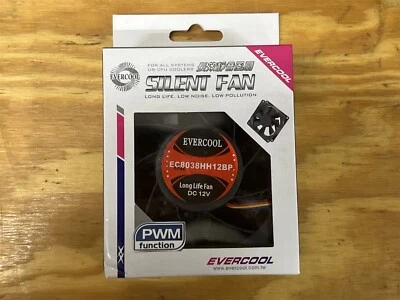 FOR ALL SYSTEMS
OR CPU COOLERS
EVERCOOL
SILENT FAN
LONG LIFE. LOW NOISE. LOW POLLUTION
EVERCOOL
EVERCOOL
EC8038HH12BP
Long Life Fan
DC 12V
PWM
function
EVERCOOL
www.evercool.com.tw